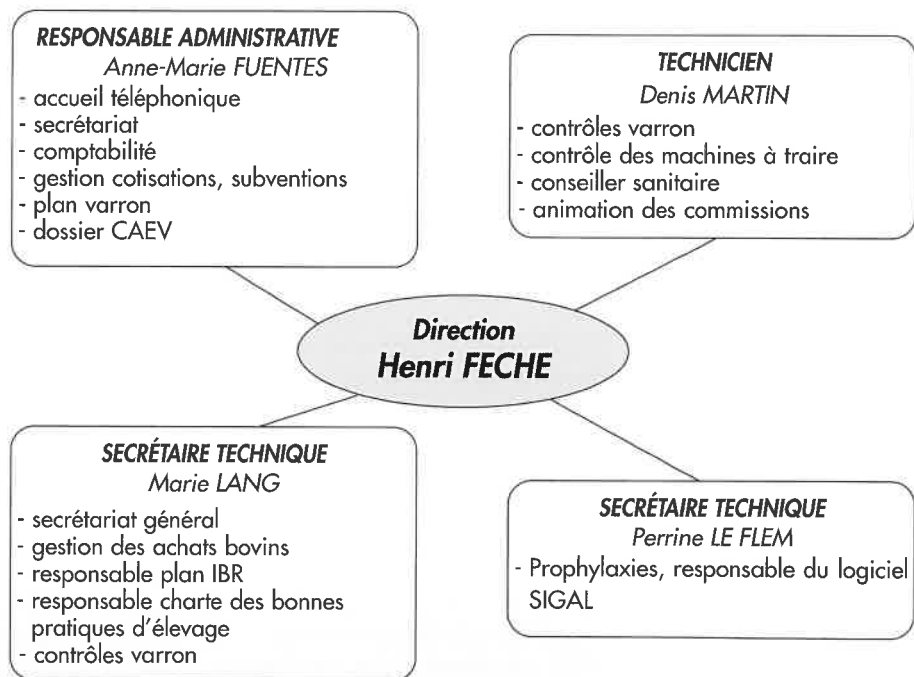 RESPONSABLE ADMINISTRATIVE
Anne-Marie FUENTES
- accueil téléphonique
- secrétariat
- comptabilité
- gestion cotisations, subventions
- plan varron
- dossier CAEV
TECHNICIEN
Denis MARTIN
- contrôles varron
- contrôle des machines à traire
- conseiller sanitaire
- animation des commissions
Direction
Henri FECHE
SECRÉTAIRE TECHNIQUE
Marie LANG
- secrétariat général
- gestion des achats bovins
- responsable plan IBR
- responsable charte des bonnes
pratiques d'élevage
- contrôles varron
SECRÉTAIRE TECHNIQUE
Perrine LE FLEM
- Prophylaxies, responsable du logiciel
SIGAL